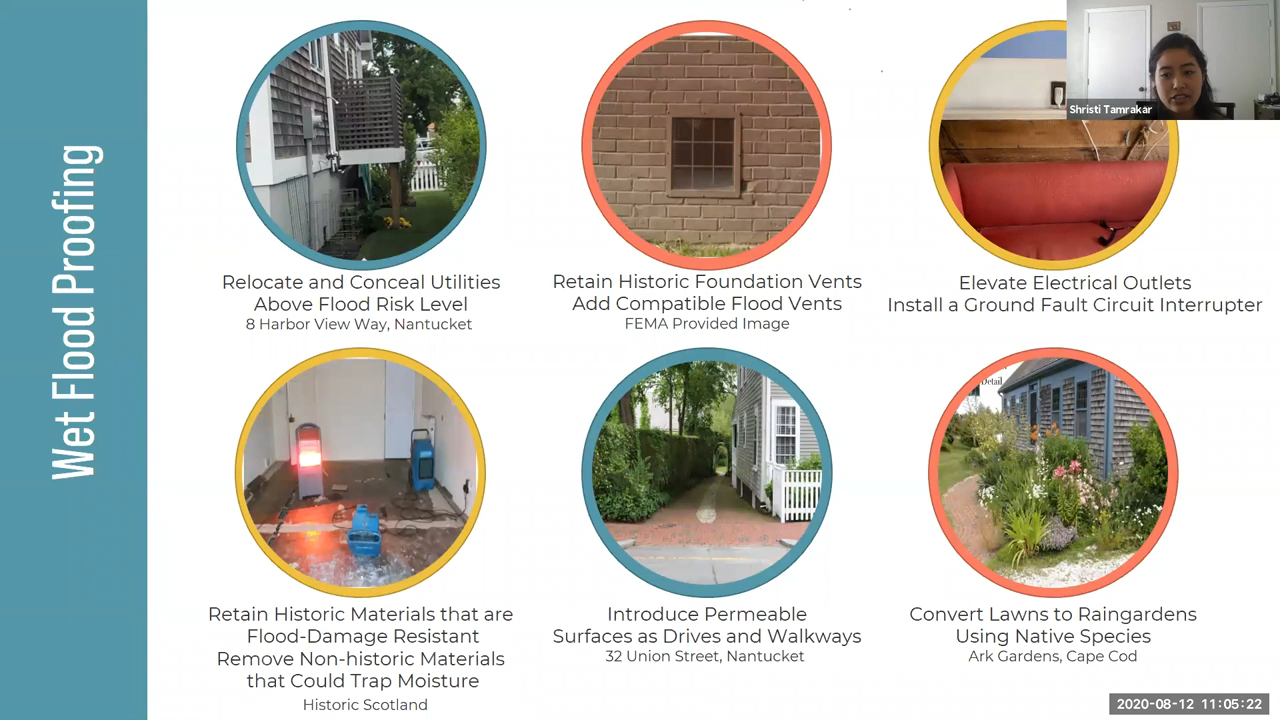 Wet Flood Proofing
Shristi Tamrakar
Relocate and Conceal Utilities
Above Flood Risk Level
8 Harbor View Way, Nantucket
Retain Historic Foundation Vents
Add Compatible Flood Vents
FEMA Provided Image
Elevate Electrical Outlets
Install a Ground Fault Circuit Interrupter
Detail
Retain Historic Materials that are
Flood-Damage Resistant
Remove Non-historic Materials
that Could Trap Moisture
Historic Scotland
Introduce Permeable
Surfaces as Drives and Walkways
32 Union Street, Nantucket
Convert Lawns to Raingardens
Using Native Species
Ark Gardens, Cape Cod
2020-08-12 11:05:22